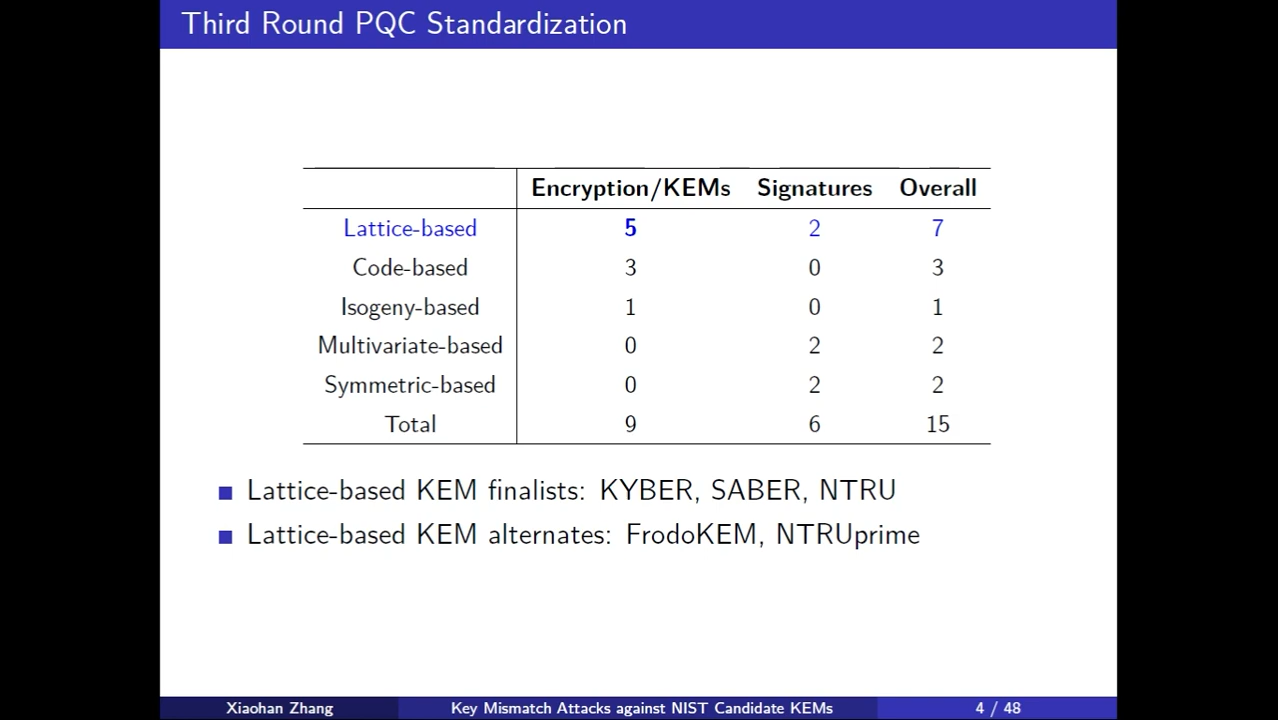 Third Round PQC Standardization
Encryption/KEMs Signatures Overall
Lattice-based 5 2 7
Code-based 3 0 3
Isogeny-based 1 0 1
Multivariate-based 0 2 2
Symmetric-based 0 2 2
Total 9 6 15
Lattice-based KEM finalists: KYBER, SABER, NTRU
Lattice-based KEM alternates: FrodoKEM, NTRUprime
Xiaohan Zhang Key Mismatch Attacks against NIST Candidate KEMs 4 / 48